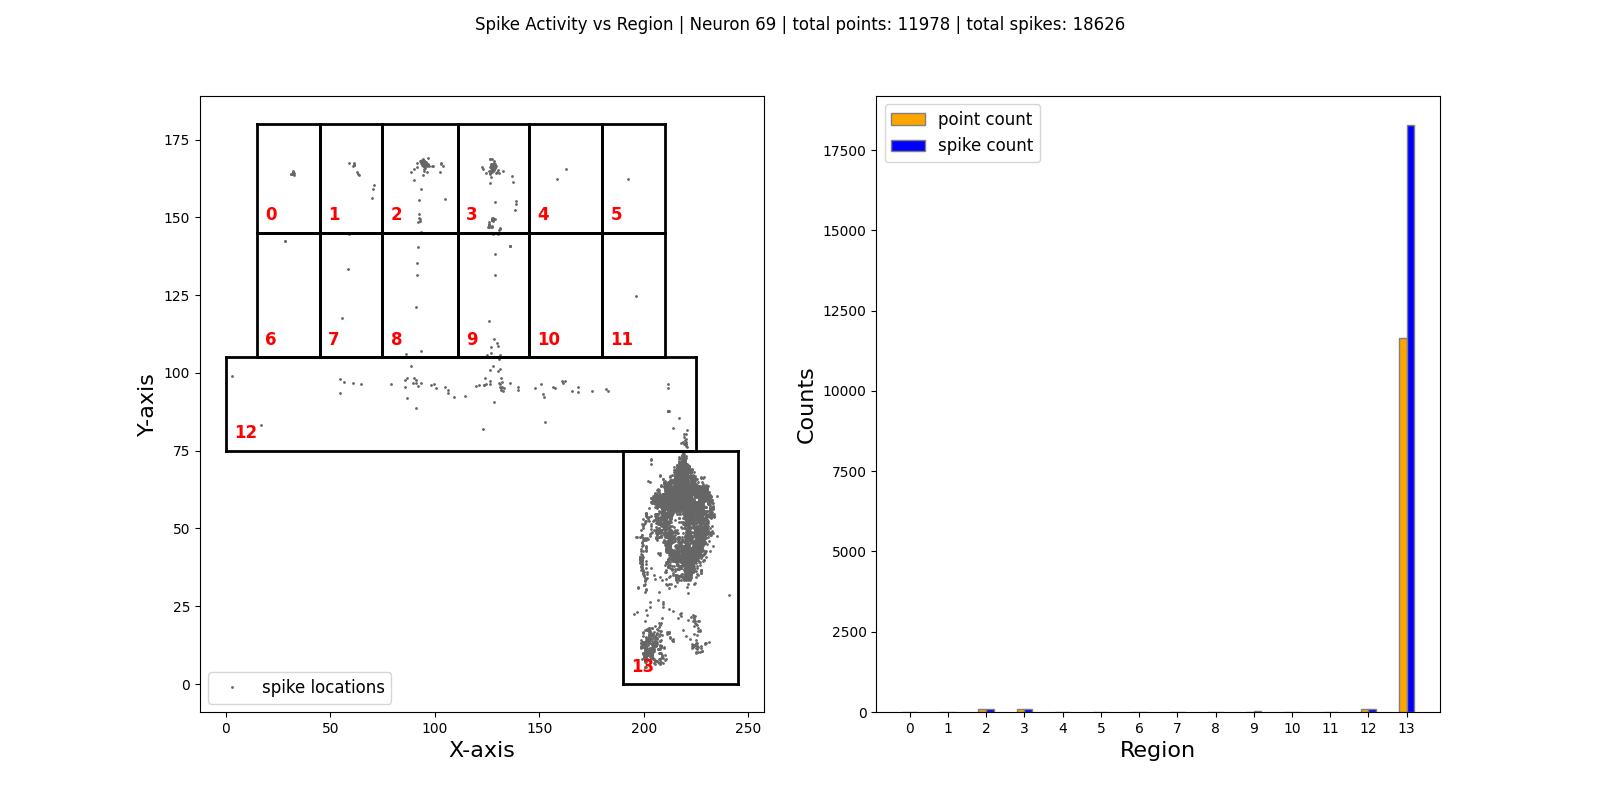 Spike Activity vs Region | Neuron 69 | total points: 11978 | total spikes: 18626
175
150
125
100
75
50
25
0
Y-axis
0 1 2 3 4 5
6 7 8 9 10 11
12
13
spike locations
0 50 100 150 200 250
X-axis
point count
spike count
17500
15000
12500
10000
7500
5000
2500
0
Counts
0 1 2 3 4 5 6 7 8 9 10 11 12 13
Region